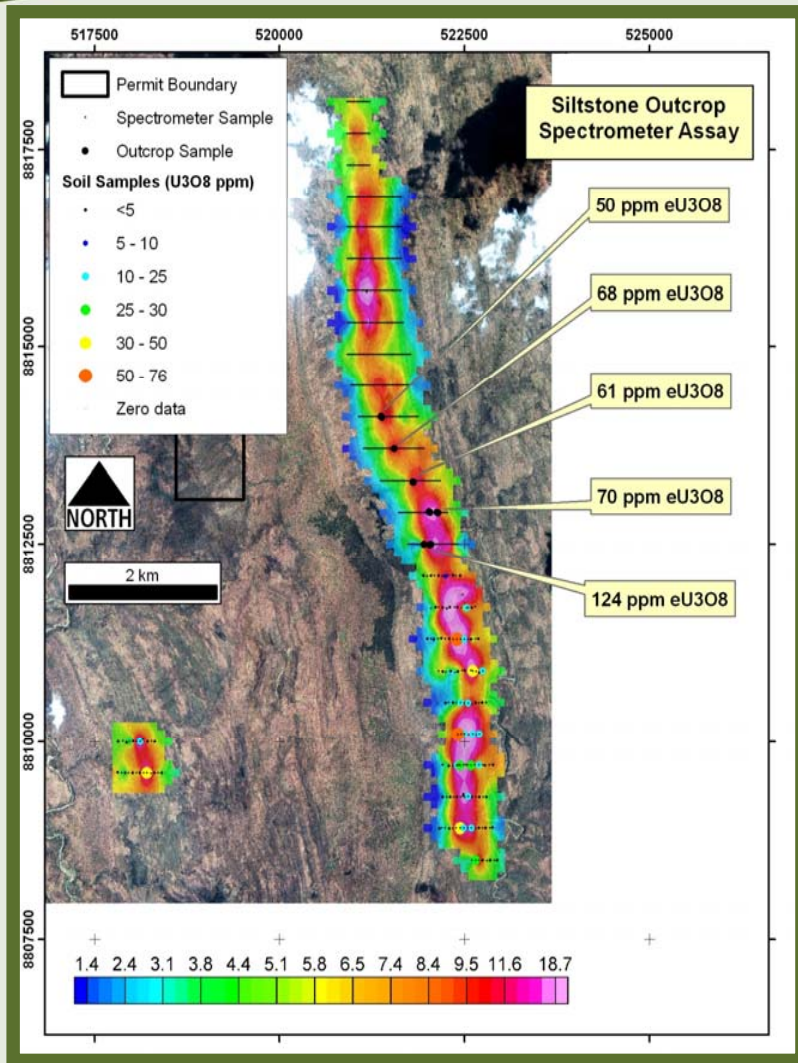 517500 520000 522500 525000
Permit Boundary
Spectrometer Sample
Outcrop Sample
Soil Samples (U3O8 ppm)
<5
5 - 10
10 - 25
25 - 30
30 - 50
50 - 76
Zero data
Siltstone Outcrop
Spectrometer Assay
50 ppm eU3O8
68 ppm eU3O8
61 ppm eU3O8
70 ppm eU3O8
124 ppm eU3O8
NORTH
2 km
8817500
8815000
8812500
8810000
8807500
1.4 2.4 3.1 3.8 4.4 5.1 5.8 6.5 7.4 8.4 9.5 11.6 18.7